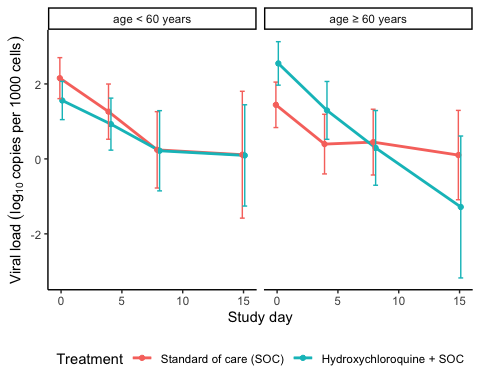 age < 60 years
age ≥ 60 years
Viral load (log₁₀ copies per 1000 cells)
2
0
-2
0 5 10 15
0 5 10 15
Study day
Treatment
Standard of care (SOC)
Hydroxychloroquine + SOC